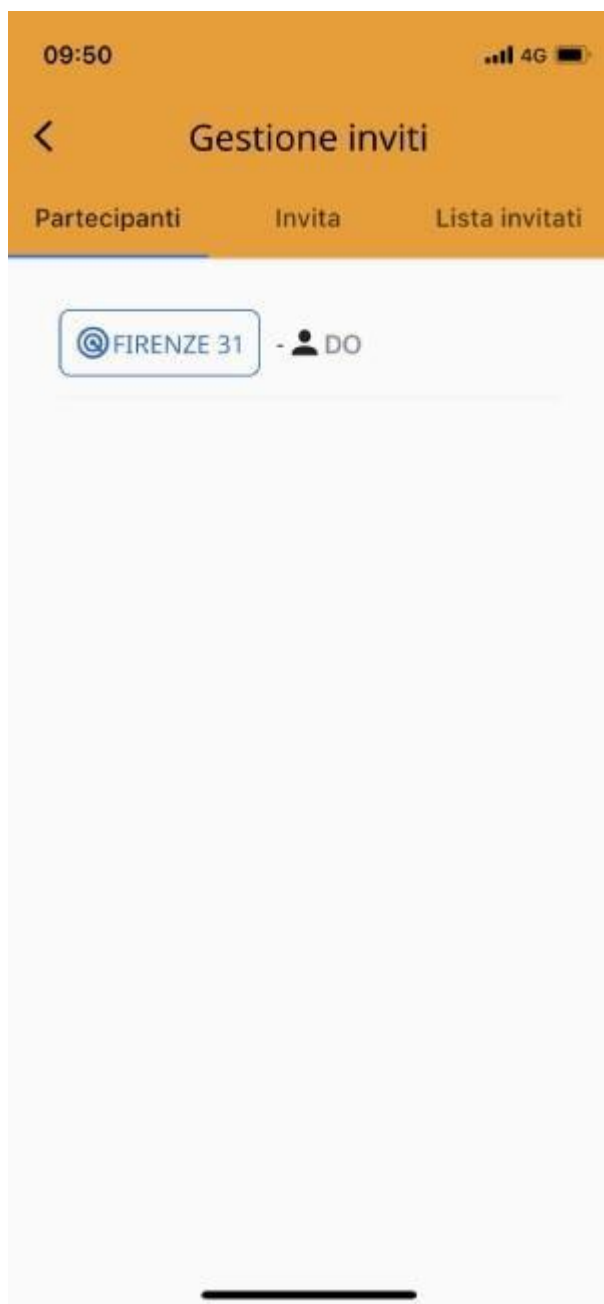 09:50 4G
Gestione inviti
Partecipanti Invita Lista invitati
FIRENZE 31 - DO